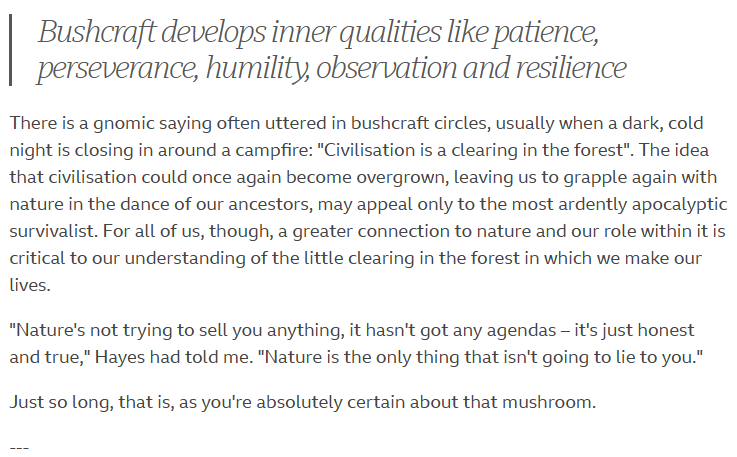 Bushcraft develops inner qualities like patience,
perseverance, humility, observation and resilience
There is a gnomic saying often uttered in bushcraft circles, usually when a dark, cold
night is closing in around a campfire: "Civilisation is a clearing in the forest". The idea
that civilisation could once again become overgrown, leaving us to grapple again with
nature in the dance of our ancestors, may appeal only to the most ardently apocalyptic
survivalist. For all of us, though, a greater connection to nature and our role within it is
critical to our understanding of the little clearing in the forest in which we make our
lives.
"Nature's not trying to sell you anything, it hasn't got any agendas – it's just honest
and true," Hayes had told me. "Nature is the only thing that isn't going to lie to you."
Just so long, that is, as you're absolutely certain about that mushroom.
---